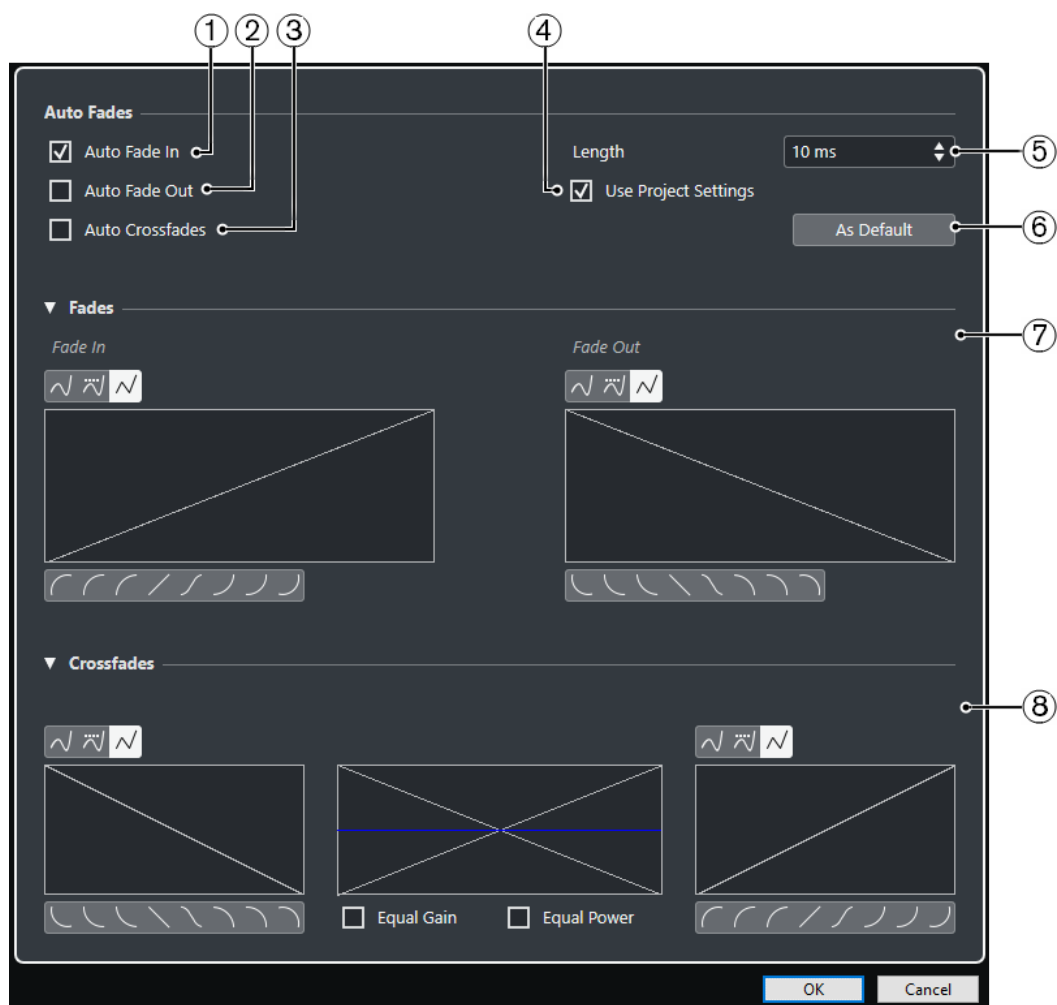 ① ② ③ ④
Auto Fades
Auto Fade In
Length
10 ms
⑤
Auto Fade Out
Use Project Settings
Auto Crossfades
As Default
⑥
Fades
⑦
Fade In
Fade Out
Crossfades
⑧
Equal Gain
Equal Power
OK
Cancel